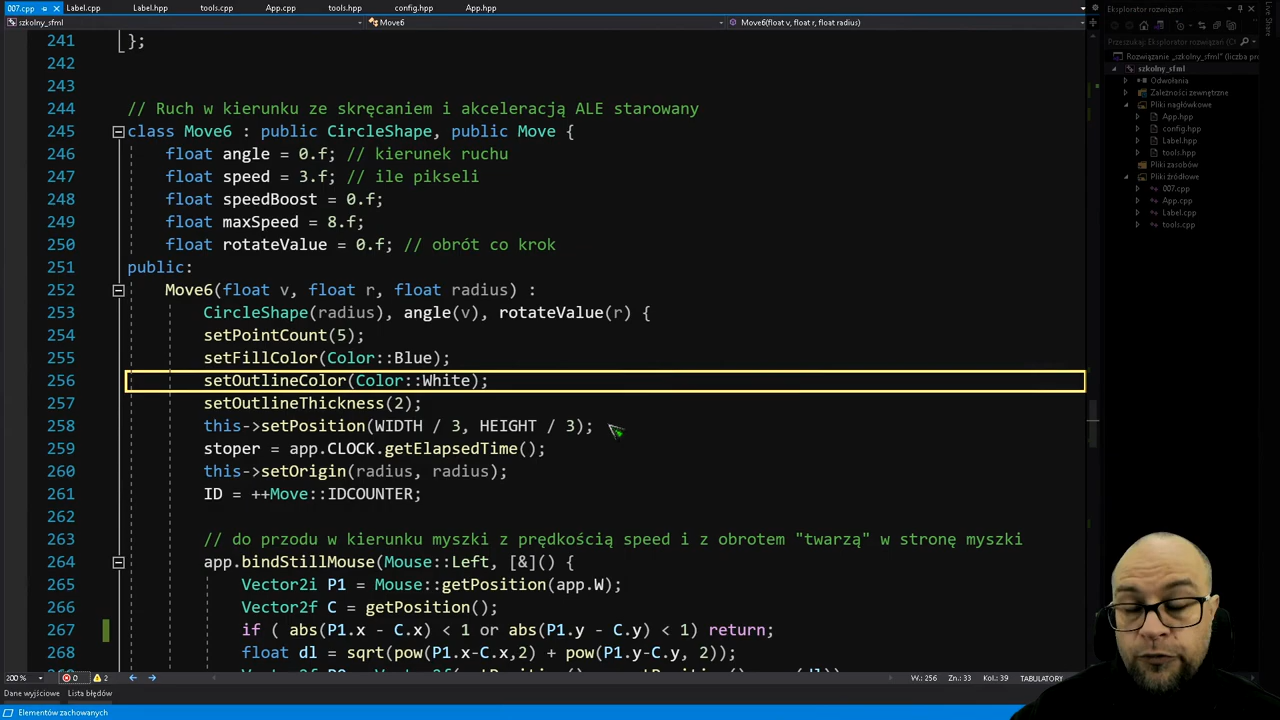 007.cpp Label.cpp Label.hpp tools.cpp App.cpp tools.hpp config.hpp App.hpp
szkolny_sfml Move6 Move6(float v, float r, float radius)
241 };
242
243
244 // Ruch w kierunku ze skręcaniem i akceleracją ALE starowany
245 class Move6 : public CircleShape, public Move {
246 float angle = 0.f; // kierunek ruchu
247 float speed = 3.f; // ile pikseli
248 float speedBoost = 0.f;
249 float maxSpeed = 8.f;
250 float rotateValue = 0.f; // obrót co krok
251 public:
252 Move6(float v, float r, float radius) :
253 CircleShape(radius), angle(v), rotateValue(r) {
254 setPointCount(5);
255 setFillColor(Color::Blue);
256 setOutlineColor(Color::White);
257 setOutlineThickness(2);
258 this->setPosition(WIDTH / 3, HEIGHT / 3);
259 stoper = app.CLOCK.getElapsedTime();
260 this->setOrigin(radius, radius);
261 ID = ++Move::IDCOUNTER;
262
263 // do przodu w kierunku myszki z prędkością speed i z obrotem "twarzą" w stronę myszki
264 app.bindStillMouse(Mouse::Left, [&]() {
265 Vector2i P1 = Mouse::getPosition(app.W);
266 Vector2f C = getPosition();
267 if ( abs(P1.x - C.x) < 1 or abs(P1.y - C.y) < 1) return;
268 float dl = sqrt(pow(P1.x-C.x,2) + pow(P1.y-C.y, 2));
200 % 0 2 W.: 256 Zn.: 33 Kol.: 39 TABULATORY
Dane wyjściowe Lista błędów
Elementów zachowanych
Eksplorator rozwiązań
Przeszukaj: Eksplorator rozwiązań
Rozwiązanie „szkolny_sfml" (liczba pro
szkolny_sfml
Odwołania
Zależności zewnętrzne
Pliki nagłówkowe
App.hpp
config.hpp
Label.hpp
tools.hpp
Pliki zasobów
Pliki źródłowe
007.cpp
App.cpp
Label.cpp
tools.cpp
Live Share